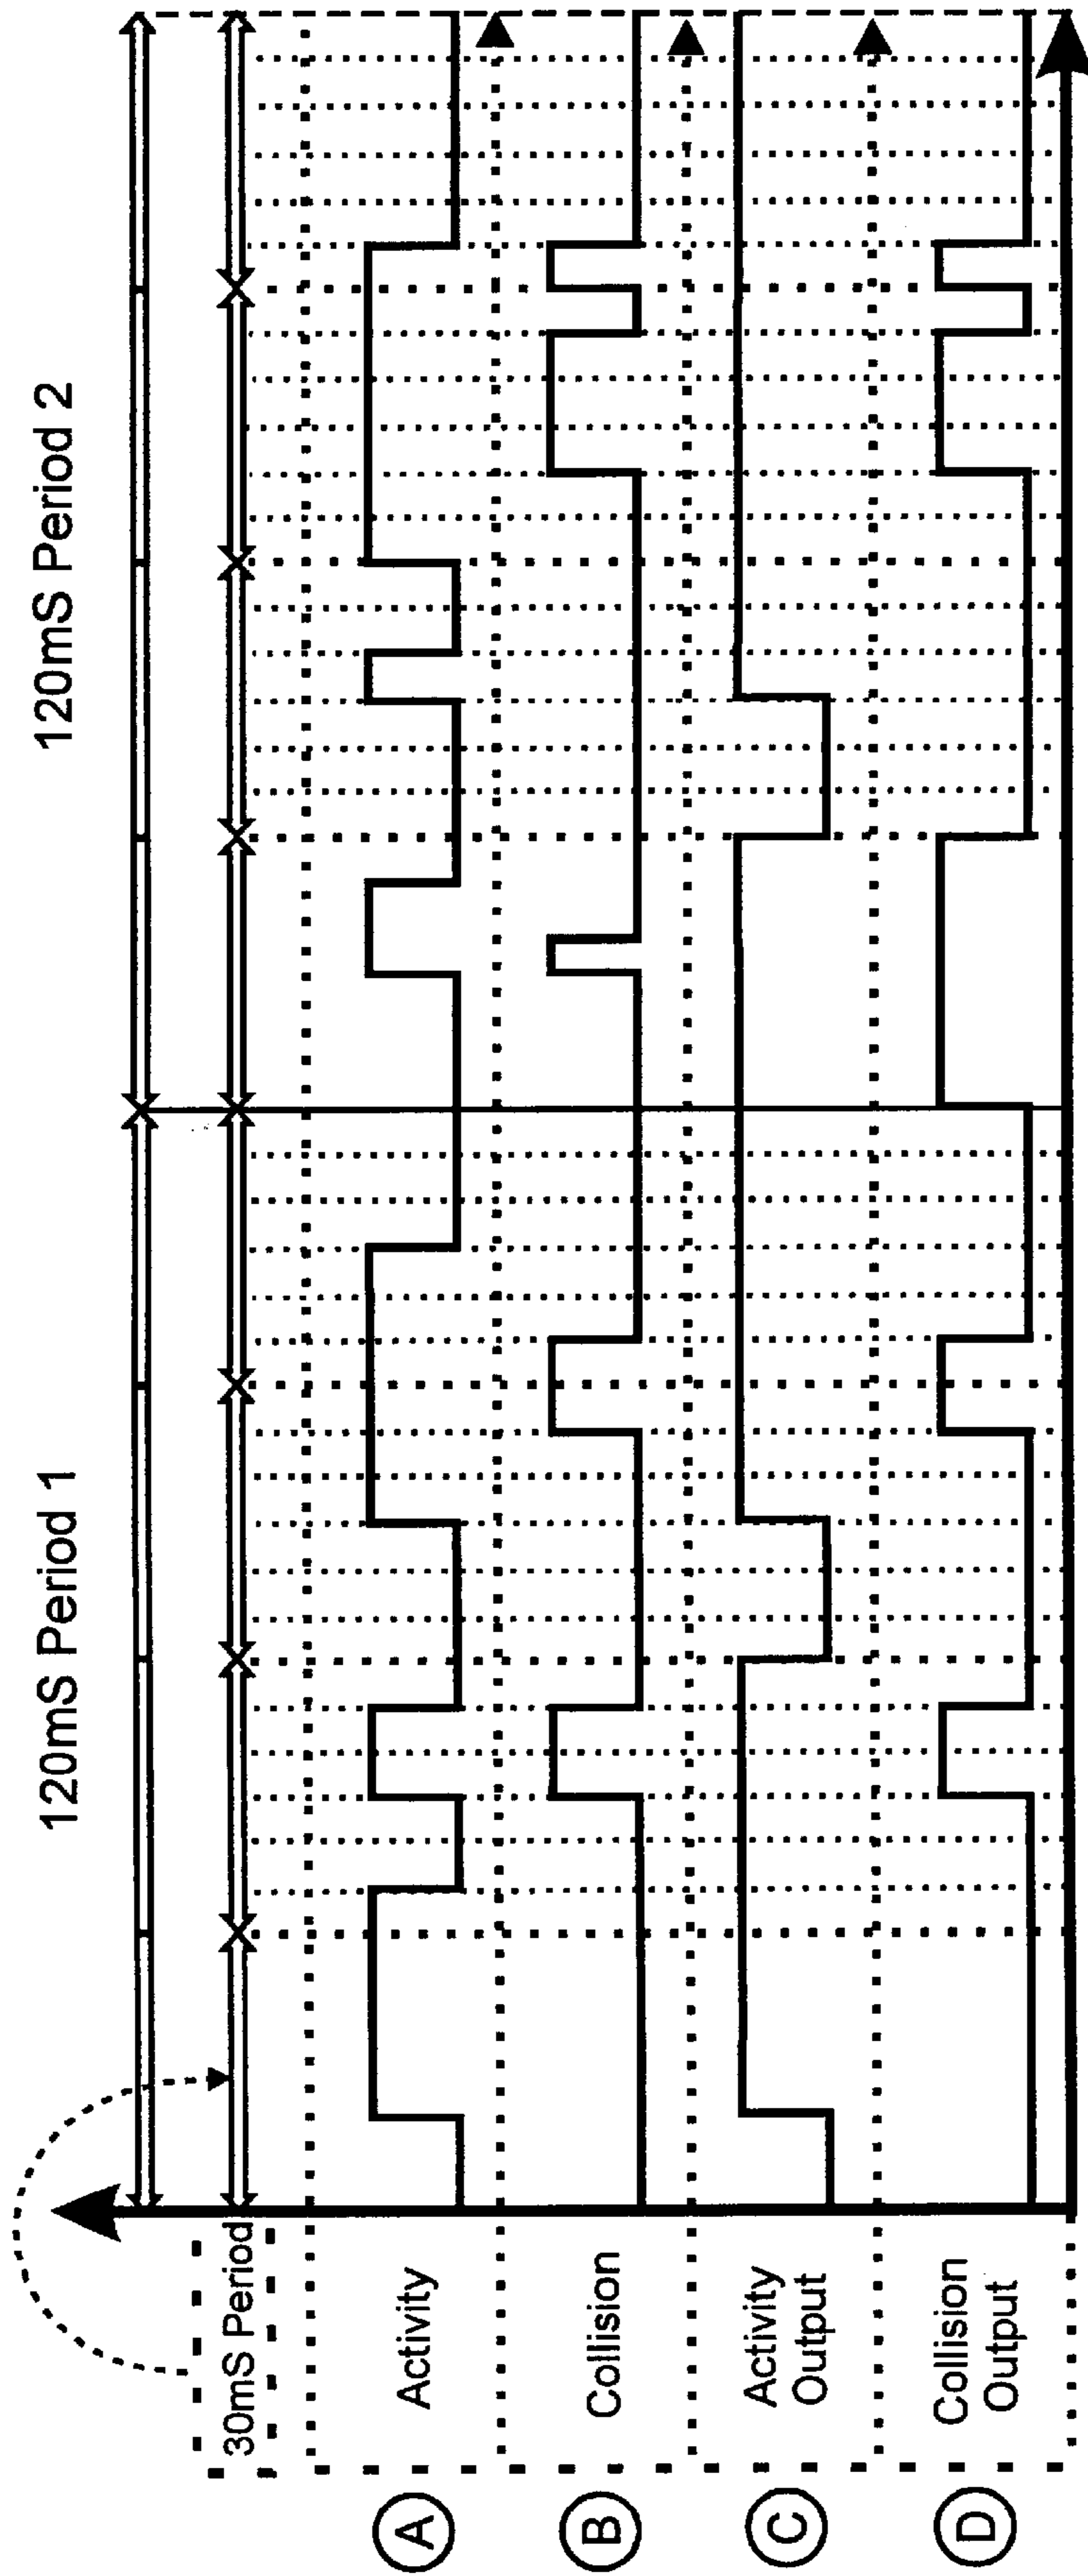 120mS Period 1
120mS Period 2
30mS Period
A
Activity
B
Collision
C
Activity
Output
D
Collision
Output